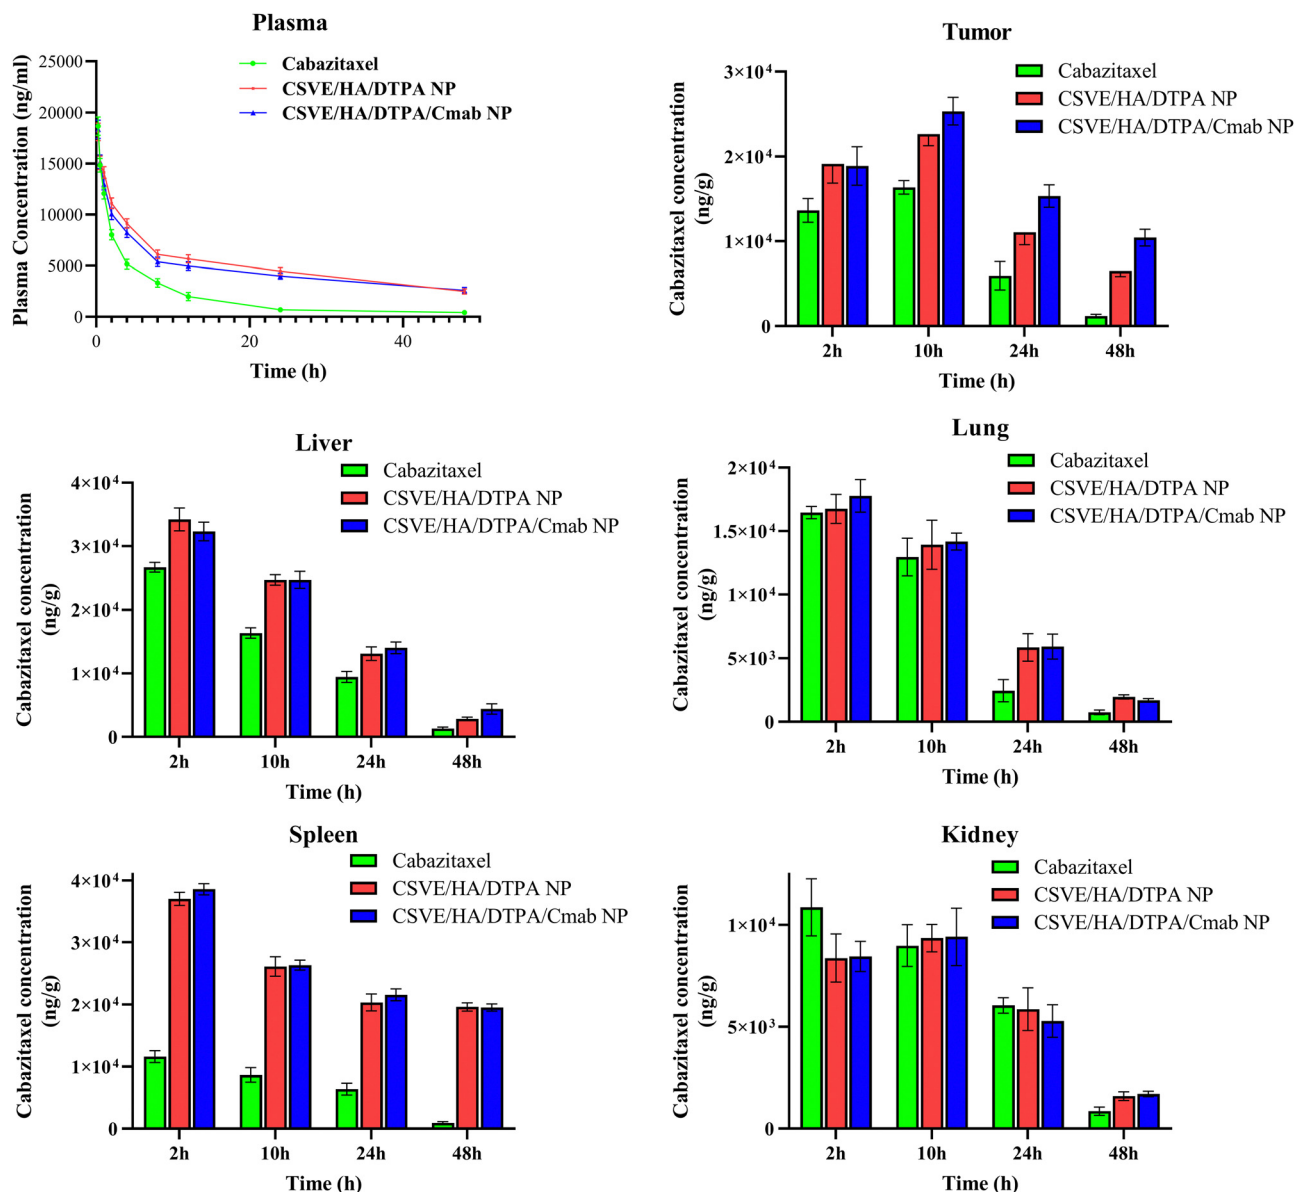 Plasma
Cabazitaxel
CSVE/HA/DTPA NP
CSVE/HA/DTPA/Cmab NP
Plasma Concentration (ng/ml)
25000
20000
15000
10000
5000
0
0 20 40
Time (h)
Tumor
Cabazitaxel
CSVE/HA/DTPA NP
CSVE/HA/DTPA/Cmab NP
Cabazitaxel concentration
(ng/g)
3×10⁴
2×10⁴
1×10⁴
0
2h 10h 24h 48h
Time (h)
Liver
Cabazitaxel
CSVE/HA/DTPA NP
CSVE/HA/DTPA/Cmab NP
Cabazitaxel concentration
(ng/g)
4×10⁴
3×10⁴
2×10⁴
1×10⁴
0
2h 10h 24h 48h
Time (h)
Lung
Cabazitaxel
CSVE/HA/DTPA NP
CSVE/HA/DTPA/Cmab NP
Cabazitaxel concentration
(ng/g)
2×10⁴
1.5×10⁴
1×10⁴
5×10³
0
2h 10h 24h 48h
Time (h)
Spleen
Cabazitaxel
CSVE/HA/DTPA NP
CSVE/HA/DTPA/Cmab NP
Cabazitaxel concentration
(ng/g)
4×10⁴
3×10⁴
2×10⁴
1×10⁴
0
2h 10h 24h 48h
Time (h)
Kidney
Cabazitaxel
CSVE/HA/DTPA NP
CSVE/HA/DTPA/Cmab NP
Cabazitaxel concentration
(ng/g)
1×10⁴
5×10³
0
2h 10h 24h 48h
Time (h)